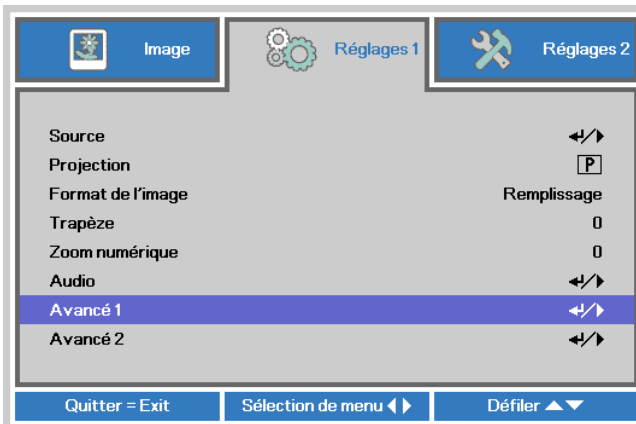 Image
Réglages 1
Réglages 2
Source ↵/▶
Projection P
Format de l'image Remplissage
Trapèze 0
Zoom numérique 0
Audio ↵/▶
Avancé 1 ↵/▶
Avancé 2 ↵/▶
Quitter = Exit
Sélection de menu ◀▶
Défiler ▲▼